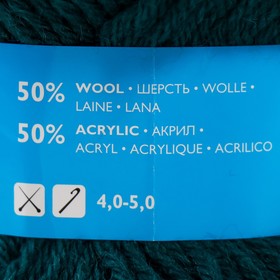 50% WOOL • ШЕРСТЬ • WOLLE •
LAINE • LANA
50% ACRYLIC • АКРИЛ •
ACRYL • ACRYLIQUE • ACRILICO
4,0-5,0